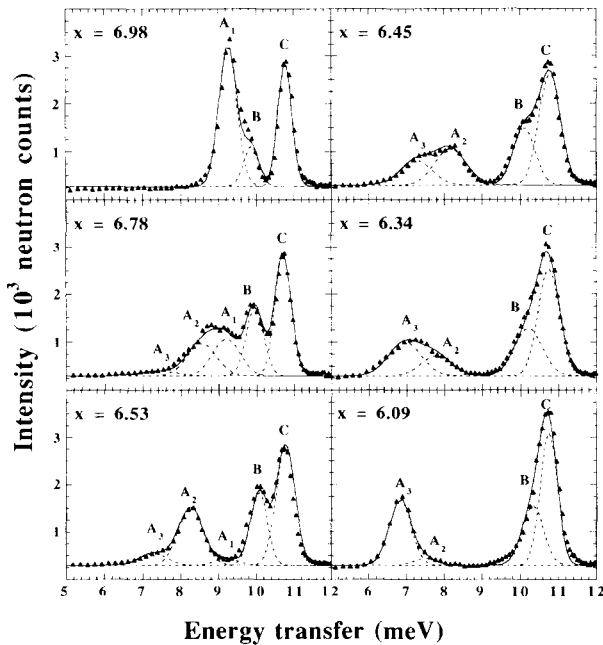 x = 6.98
A1
B
C
x = 6.45
A3
A2
B
C
3
2
1
x = 6.78
A3
A2
A1
B
C
x = 6.34
A3
A2
B
C
3
2
1
x = 6.53
A3
A2
A1
B
C
x = 6.09
A3
A2
B
C
3
2
1
5 6 7 8 9 10 11 12
6 7 8 9 10 11 12
Intensity (10³ neutron counts)
Energy transfer (meV)